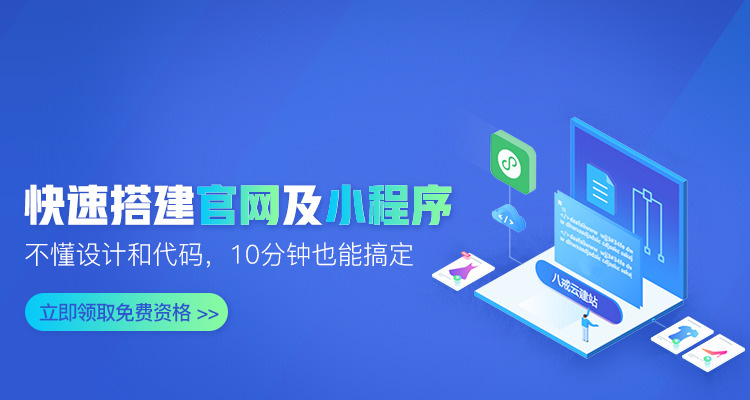 快速搭建官网及小程序
不懂设计和代码，10分钟也能搞定
立即领取免费资格 >>
</>
八戒云建站